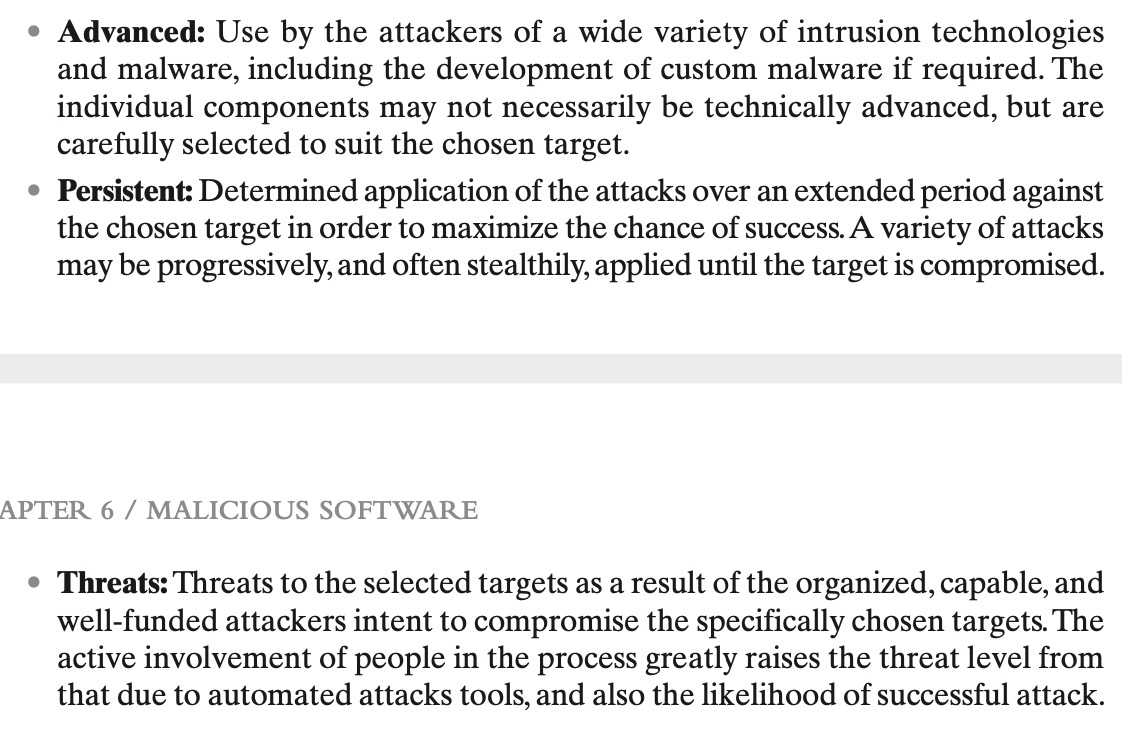 • Advanced: Use by the attackers of a wide variety of intrusion technologies
and malware, including the development of custom malware if required. The
individual components may not necessarily be technically advanced, but are
carefully selected to suit the chosen target.
• Persistent: Determined application of the attacks over an extended period against
the chosen target in order to maximize the chance of success. A variety of attacks
may be progressively, and often stealthily, applied until the target is compromised.
APTER 6 / MALICIOUS SOFTWARE
• Threats: Threats to the selected targets as a result of the organized, capable, and
well-funded attackers intent to compromise the specifically chosen targets. The
active involvement of people in the process greatly raises the threat level from
that due to automated attacks tools, and also the likelihood of successful attack.